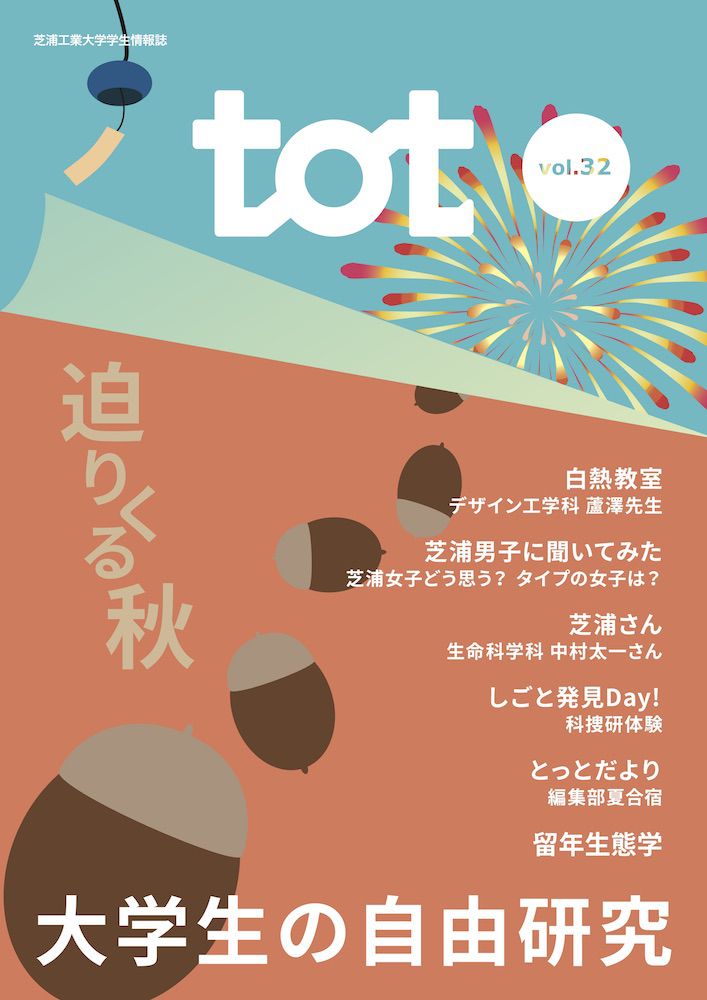 芝浦工業大学学生情報誌
tot
vol.32
迫りくる秋
白熱教室
デザイン工学科 蘆澤先生
芝浦男子に聞いてみた
芝浦女子どう思う? タイプの女子は?
芝浦さん
生命科学科 中村太一さん
しごと発見Day!
科捜研体験
とっとだより
編集部夏合宿
留年生態学
大学生の自由研究